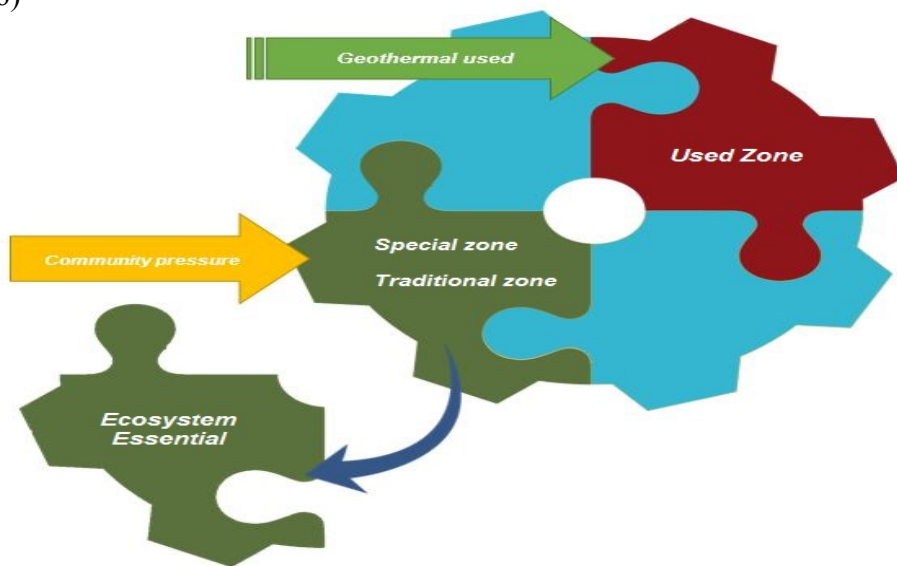 Geothermal used
Used Zone
Special zone
Traditional zone
Community pressure
Ecosystem
Essential